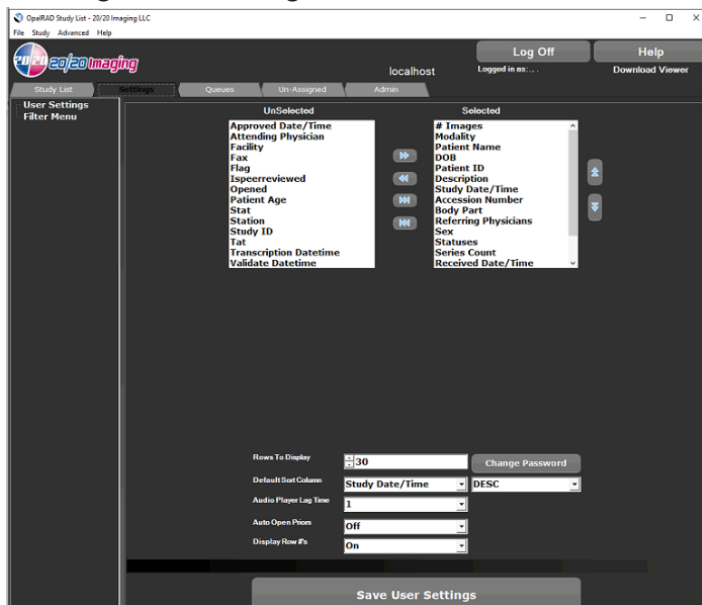 OpalRAD Study List - 20/20 Imaging LLC
File Study Advanced Help
20/20 20/20 Imaging
localhost
Log Off
Help
Logged in as: . .
Download Viewer
Study List
Settings
Queues
Un-Assigned
Admin
User Settings
Filter Menu
UnSelected
Approved Date/Time
Attending Physician
Facility
Fax
Flag
Ispeerreviewed
Opened
Patient Age
Stat
Station
Study ID
Tat
Transcription Datetime
Validate Datetime
Selected
# Images
Modality
Patient Name
DOB
Patient ID
Description
Study Date/Time
Accession Number
Body Part
Referring Physicians
Sex
Statuses
Series Count
Received Date/Time
Rows To Display
30
Change Password
Default Sort Column
Study Date/Time
DESC
Audio Player Lag Time
1
Auto Open Priors
Off
Display Row #'s
On
Save User Settings